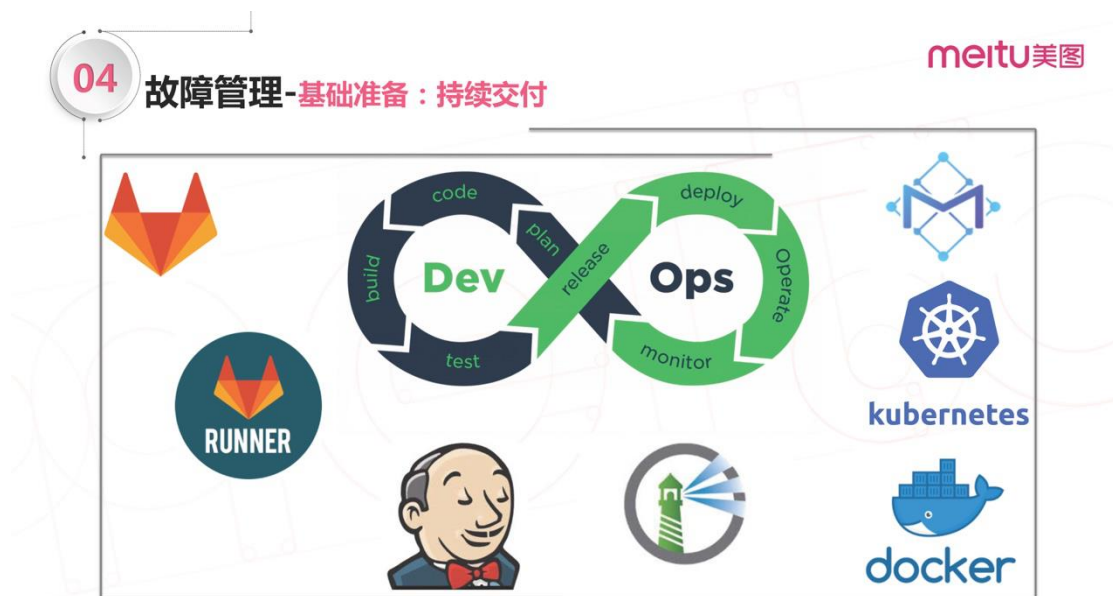 04
故障管理-基础准备：持续交付
meitu美图
code
plan
build
Dev
test
release
deploy
Ops
Operate
monitor
RUNNER
kubernetes
docker